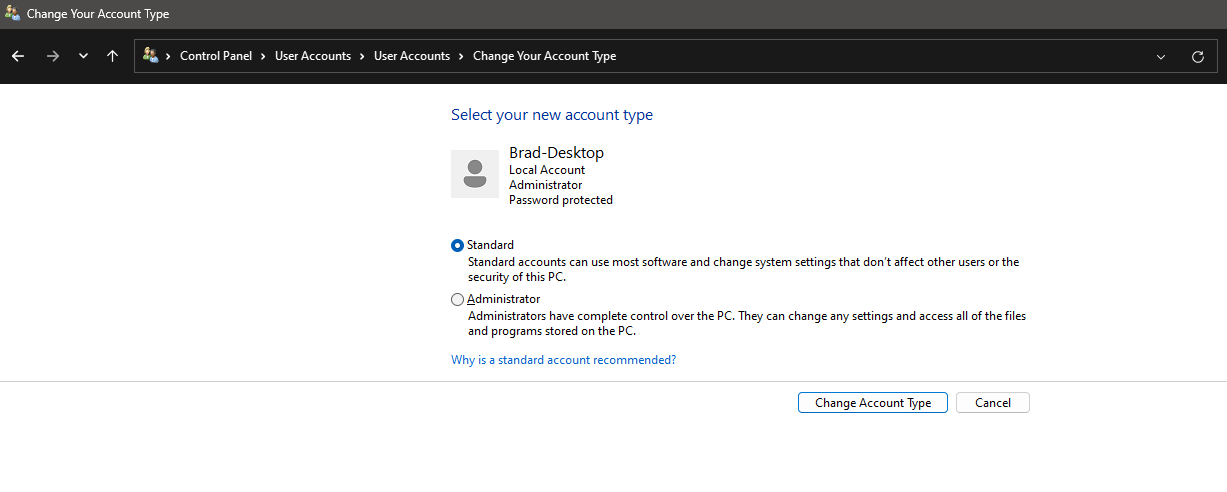 Change Your Account Type
Control Panel > User Accounts > User Accounts > Change Your Account Type
Select your new account type
Brad-Desktop
Local Account
Administrator
Password protected
Standard
Standard accounts can use most software and change system settings that don't affect other users or the
security of this PC.
Administrator
Administrators have complete control over the PC. They can change any settings and access all of the files
and programs stored on the PC.
Why is a standard account recommended?
Change Account Type Cancel